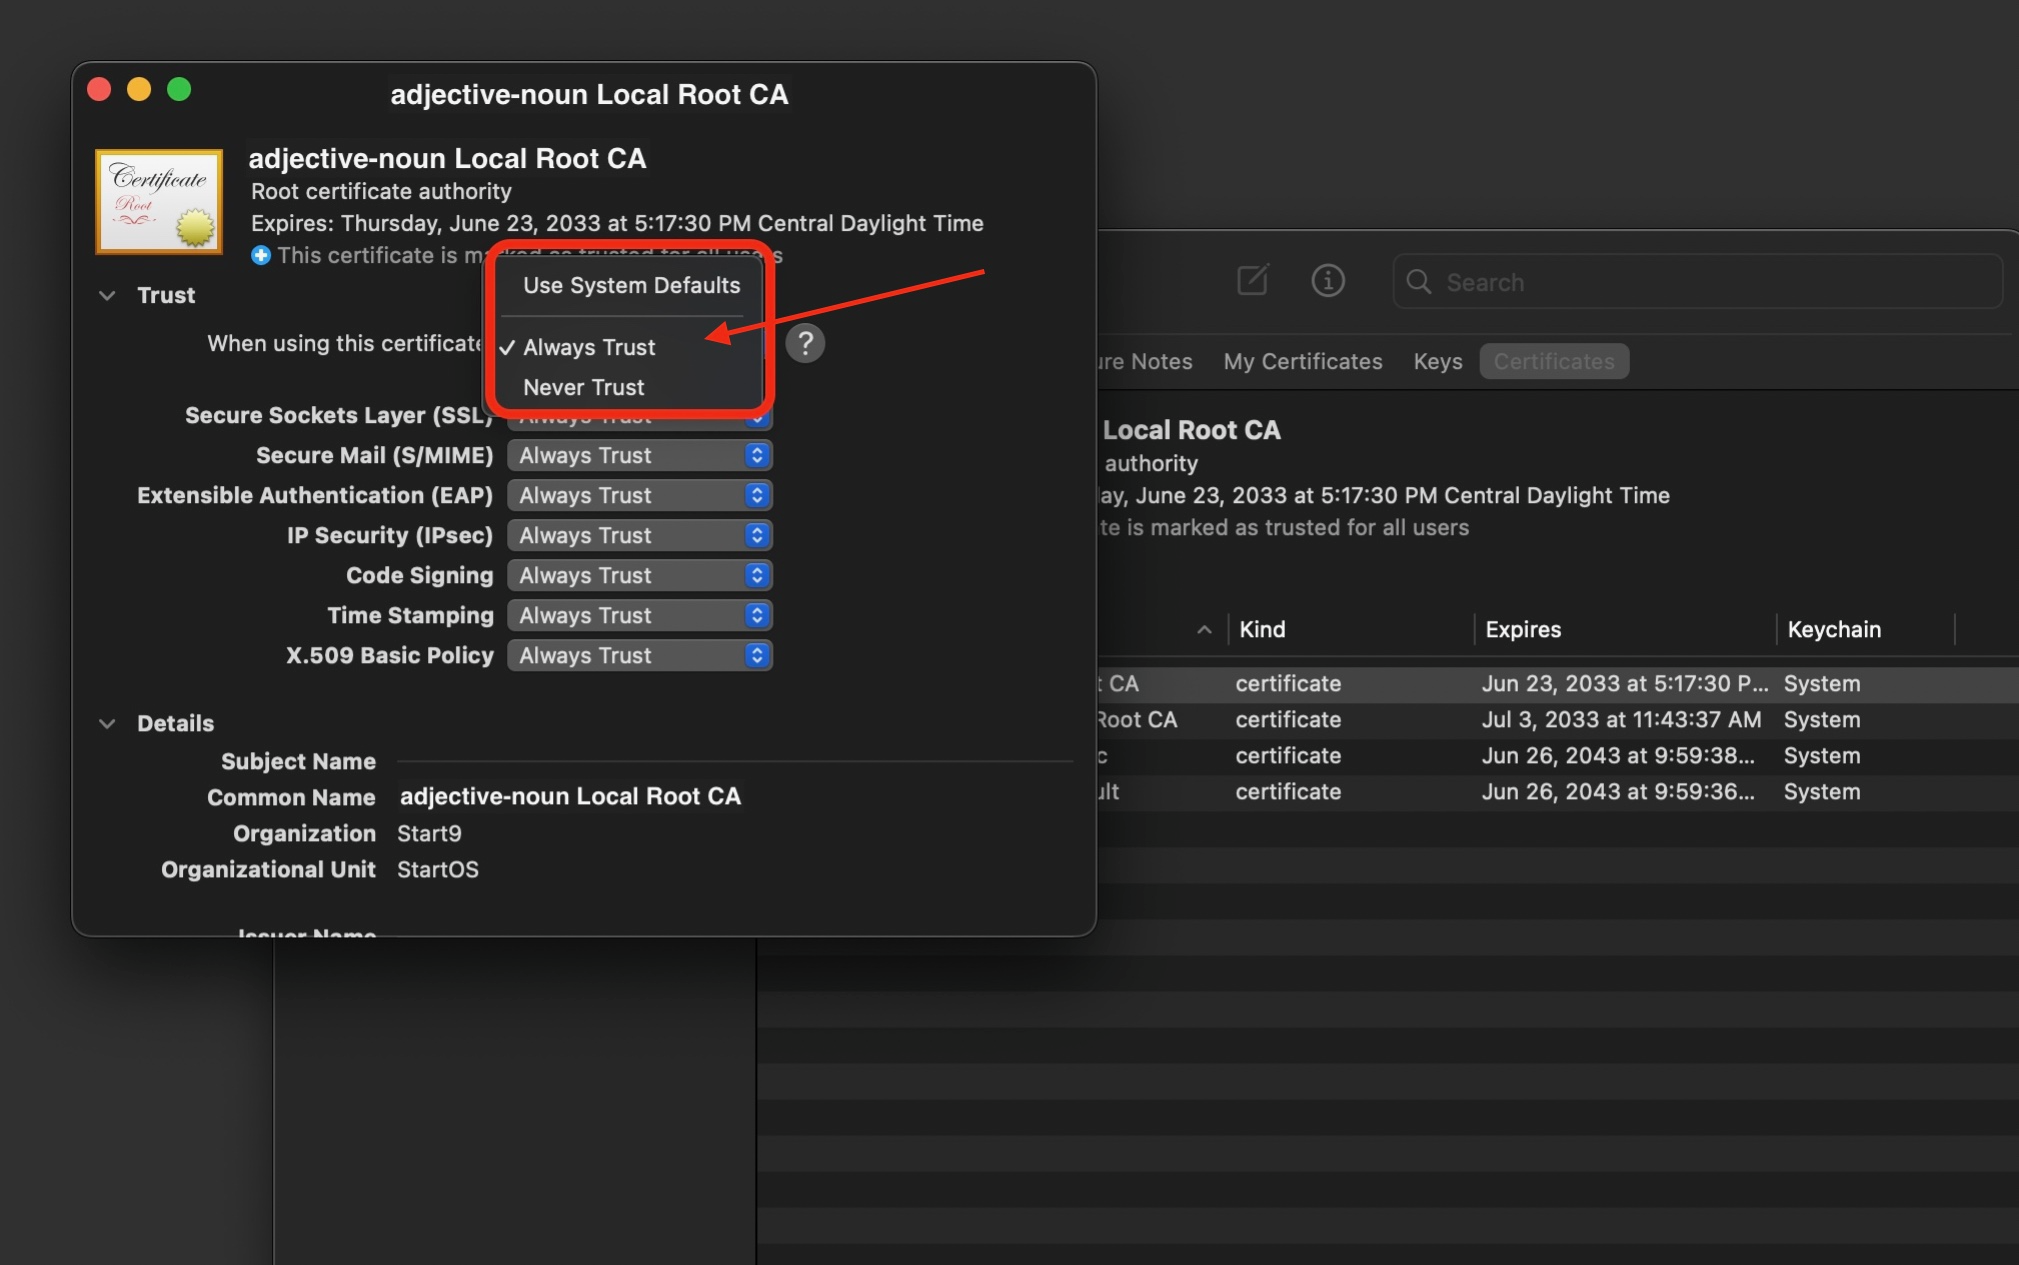 adjective-noun Local Root CA
Certificate
Root
adjective-noun Local Root CA
Root certificate authority
Expires: Thursday, June 23, 2033 at 5:17:30 PM Central Daylight Time
This certificate is marked as trusted for all users
Trust
When using this certificate
Use System Defaults
✓ Always Trust
Never Trust
?
Secure Sockets Layer (SSL) Always Trust
Secure Mail (S/MIME) Always Trust
Extensible Authentication (EAP) Always Trust
IP Security (IPsec) Always Trust
Code Signing Always Trust
Time Stamping Always Trust
X.509 Basic Policy Always Trust
Details
Subject Name
Common Name adjective-noun Local Root CA
Organization Start9
Organizational Unit StartOS
Issuer Name
Search
ure Notes My Certificates Keys Certificates
Local Root CA
authority
ay, June 23, 2033 at 5:17:30 PM Central Daylight Time
te is marked as trusted for all users
Kind Expires Keychain
t CA certificate Jun 23, 2033 at 5:17:30 P... System
Root CA certificate Jul 3, 2033 at 11:43:37 AM System
c certificate Jun 26, 2043 at 9:59:38... System
ult certificate Jun 26, 2043 at 9:59:36... System